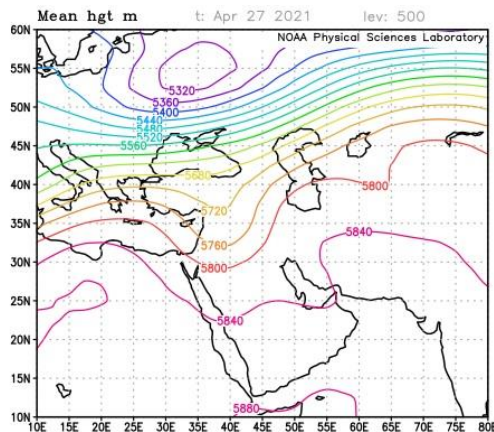 Mean hgt m t: Apr 27 2021 lev: 500
NOAA Physical Sciences Laboratory
60N
55N
50N
45N
40N
35N
30N
25N
20N
15N
10N
5320
5360
5400
5440
5480
5520
5560
5680
5720
5760
5800
5800
5840
5840
5880
10E 15E 20E 25E 30E 35E 40E 45E 50E 55E 60E 65E 70E 75E 80E